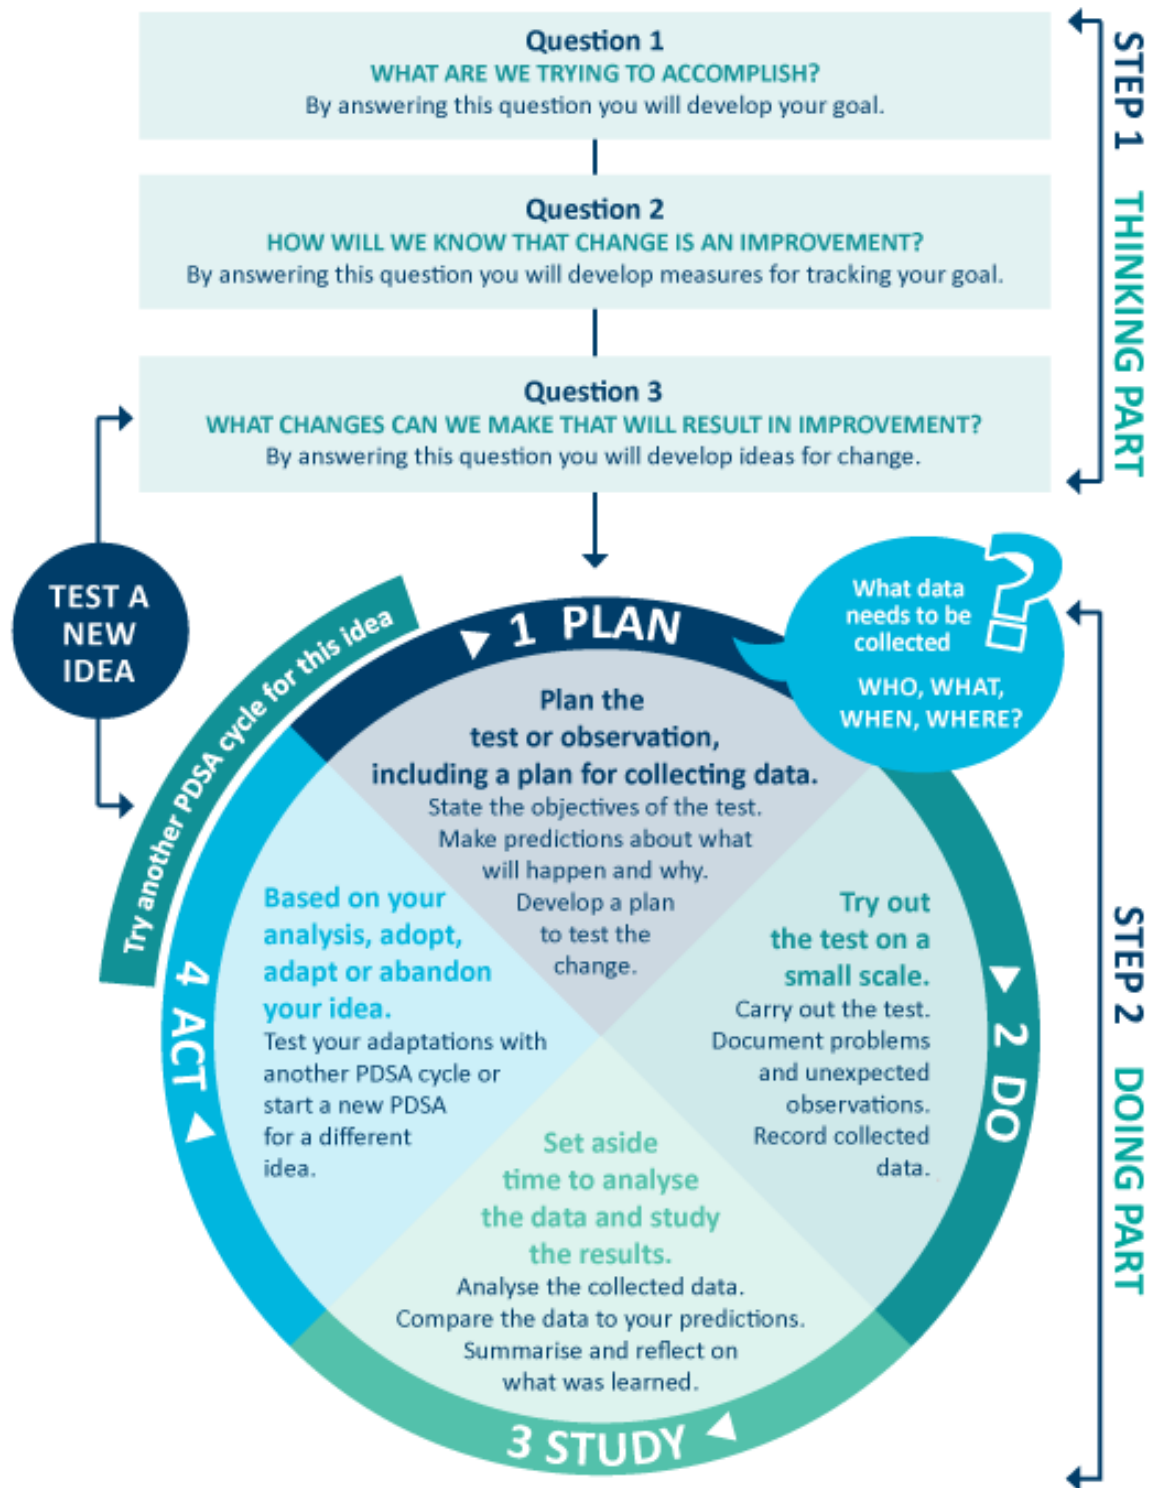 Question 1
WHAT ARE WE TRYING TO ACCOMPLISH?
By answering this question you will develop your goal.
Question 2
HOW WILL WE KNOW THAT CHANGE IS AN IMPROVEMENT?
By answering this question you will develop measures for tracking your goal.
Question 3
WHAT CHANGES CAN WE MAKE THAT WILL RESULT IN IMPROVEMENT?
By answering this question you will develop ideas for change.
STEP 1 THINKING PART
TEST A
NEW
IDEA
Try another PDSA cycle for this idea
1 PLAN
What data
needs to be
collected
?
WHO, WHAT,
WHEN, WHERE?
Plan the
test or observation,
including a plan for collecting data.
State the objectives of the test.
Make predictions about what
will happen and why.
Develop a plan
to test the
change.
2 DO
Try out
the test on a
small scale.
Carry out the test.
Document problems
and unexpected
observations.
Record collected
data.
3 STUDY
Set aside
time to analyse
the data and study
the results.
Analyse the collected data.
Compare the data to your predictions.
Summarise and reflect on
what was learned.
4 ACT
Based on your
analysis, adopt,
adapt or abandon
your idea.
Test your adaptations with
another PDSA cycle or
start a new PDSA
for a different
idea.
STEP 2 DOING PART